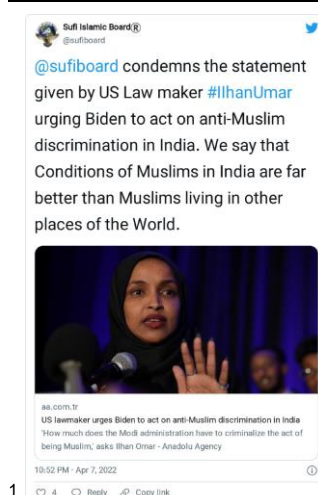 Sufi Islamic Board®
@sufiboard
@sufiboard condemns the statement
given by US Law maker #IlhanUmar
urging Biden to act on anti-Muslim
discrimination in India. We say that
Conditions of Muslims in India are far
better than Muslims living in other
places of the World.
aa.com.tr
US lawmaker urges Biden to act on anti-Muslim discrimination in India
'How much does the Modi administration have to criminalize the act of
being Muslim,' asks Ilhan Omar - Anadolu Agency
10:52 PM · Apr 7, 2022
4 Reply Copy link
1